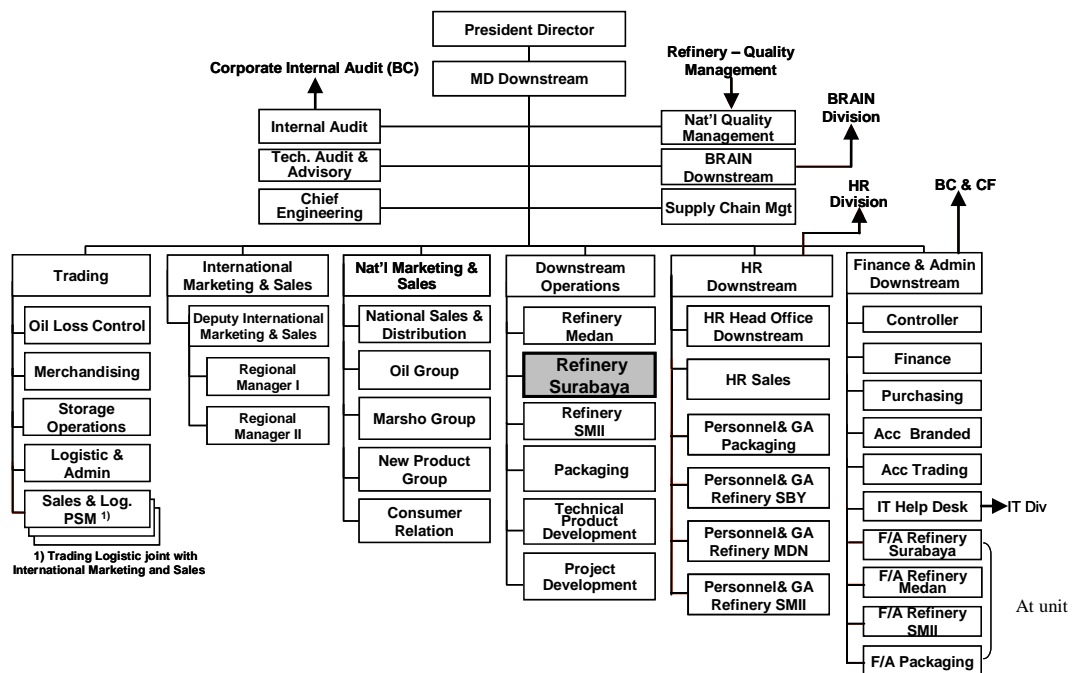 President Director
MD Downstream
Corporate Internal Audit (BC)
Refinery – Quality
Management
BRAIN
Division
Internal Audit
Nat'l Quality
Management
Tech. Audit &
Advisory
BRAIN
Downstream
Chief
Engineering
Supply Chain Mgt
HR
Division
BC & CF
Trading
Oil Loss Control
Merchandising
Storage
Operations
Logistic &
Admin
Sales & Log.
PSM 1)
1) Trading Logistic joint with
International Marketing and Sales
International
Marketing & Sales
Deputy International
Marketing & Sales
Regional
Manager I
Regional
Manager II
Nat'l Marketing &
Sales
National Sales &
Distribution
Oil Group
Marsho Group
New Product
Group
Consumer
Relation
Downstream
Operations
Refinery
Medan
Refinery
Surabaya
Refinery
SMII
Packaging
Technical
Product
Development
Project
Development
HR
Downstream
HR Head Office
Downstream
HR Sales
Personnel& GA
Packaging
Personnel& GA
Refinery SBY
Personnel& GA
Refinery MDN
Personnel& GA
Refinery SMII
Finance & Admin
Downstream
Controller
Finance
Purchasing
Acc Branded
Acc Trading
IT Help Desk
IT Div
F/A Refinery
Surabaya
F/A Refinery
Medan
F/A Refinery
SMII
F/A Packaging
At unit